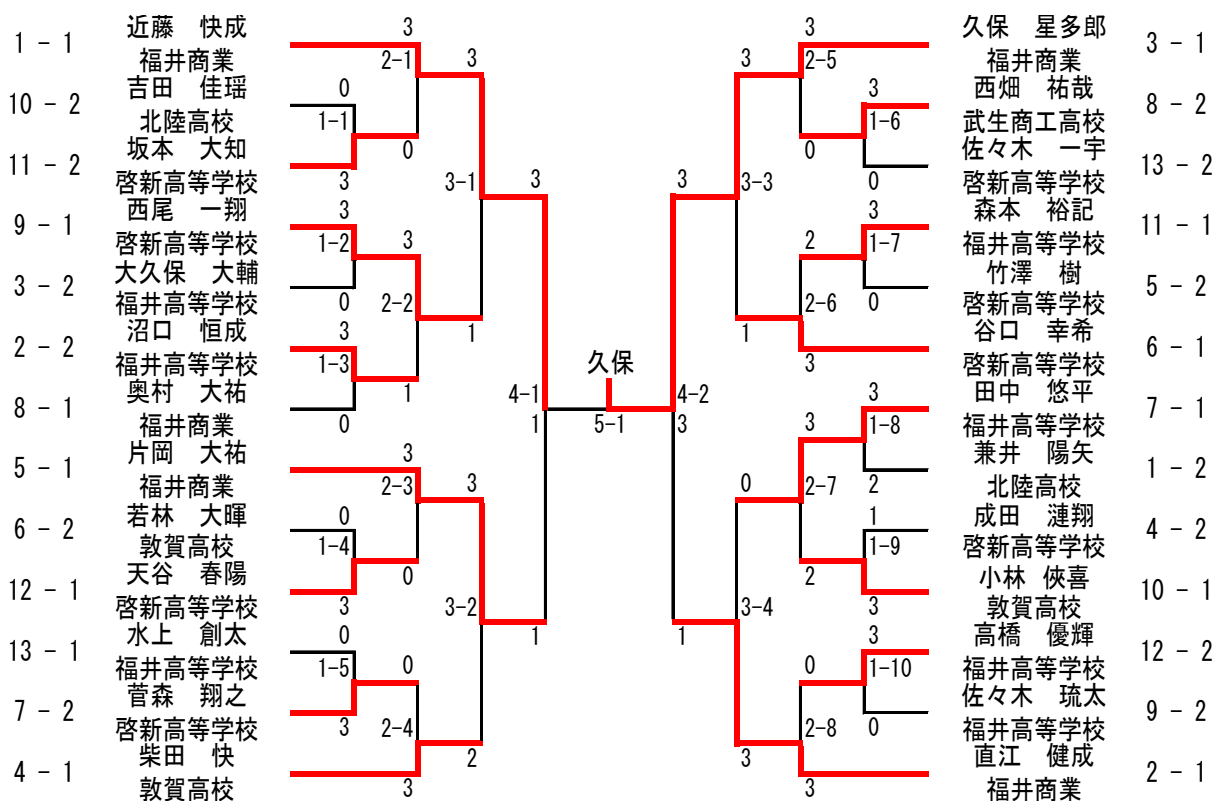 1 - 1
近藤　快成
福井商業
10 - 2
吉田　佳瑶
北陸高校
11 - 2
坂本　大知
啓新高等学校
9 - 1
西尾　一翔
啓新高等学校
3 - 2
大久保　大輔
福井高等学校
2 - 2
沼口　恒成
福井高等学校
8 - 1
奥村　大祐
福井商業
5 - 1
片岡　大祐
福井商業
6 - 2
若林　大暉
敦賀高校
12 - 1
天谷　春陽
啓新高等学校
13 - 1
水上　創太
福井高等学校
7 - 2
菅森　翔之
啓新高等学校
4 - 1
柴田　快
敦賀高校
0
1-1
3
3
1-2
0
3
1-3
0
0
1-4
3
0
1-5
3
3
2-1
0
3
2-2
1
3
2-3
0
0
2-4
3
3
3-1
1
3
3-2
2
3
4-1
1
1
久保
5-1
3
4-2
3
1
3
3-3
1
0
3-4
3
3
2-5
0
2
2-6
3
3
2-7
2
0
2-8
3
3
1-6
0
3
1-7
0
3
1-8
2
1
1-9
3
3
1-10
0
久保　星多郎
福井商業
3 - 1
西畑　祐哉
武生商工高校
8 - 2
佐々木　一宇
啓新高等学校
13 - 2
森本　裕記
福井高等学校
11 - 1
竹澤　樹
啓新高等学校
5 - 2
谷口　幸希
啓新高等学校
6 - 1
田中　悠平
福井高等学校
7 - 1
兼井　陽矢
北陸高校
1 - 2
成田　漣翔
啓新高等学校
4 - 2
小林　俠喜
敦賀高校
10 - 1
高橋　優輝
福井高等学校
12 - 2
佐々木　琉太
福井高等学校
9 - 2
直江　健成
福井商業
2 - 1